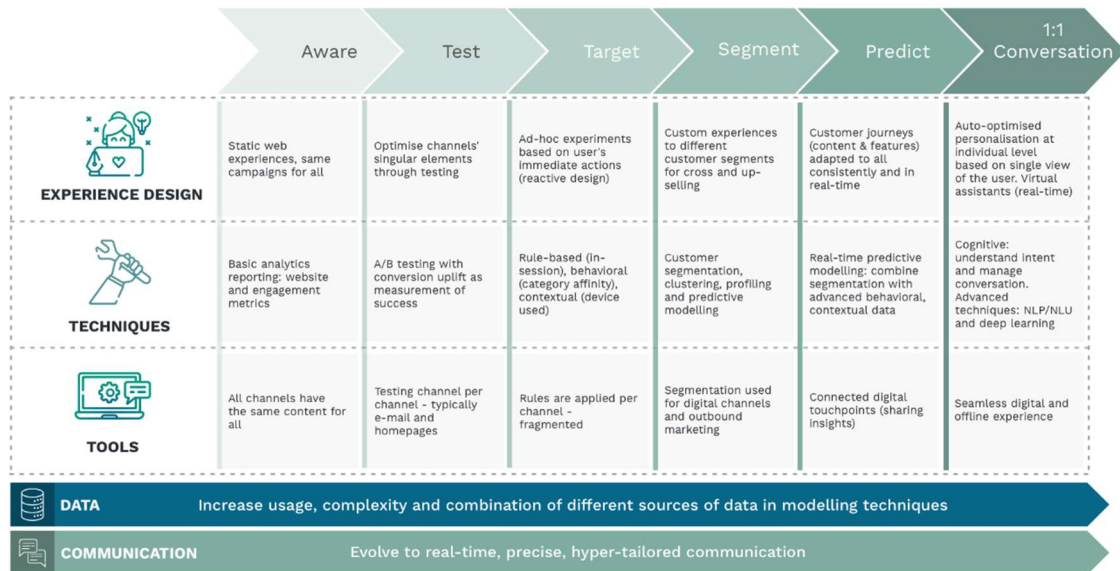 Aware
Test
Target
Segment
Predict
1:1
Conversation
EXPERIENCE DESIGN
Static web
experiences, same
campaigns for all
Optimise channels'
singular elements
through testing
Ad-hoc experiments
based on user's
immediate actions
(reactive design)
Custom experiences
to different
customer segments
for cross and up-
selling
Customer journeys
(content & features)
adapted to all
consistently and in
real-time
Auto-optimised
personalisation at
individual level
based on single view
of the user. Virtual
assistants (real-time)
TECHNIQUES
Basic analytics
reporting: website
and engagement
metrics
A/B testing with
conversion uplift as
measurement of
success
Rule-based (in-
session), behavioral
(category affinity),
contextual (device
used)
Customer
segmentation,
clustering, profiling
and predictive
modelling
Real-time predictive
modelling: combine
segmentation with
advanced behavioral,
contextual data
Cognitive:
understand intent
and manage
conversation.
Advanced
techniques: NLP/NLU
and deep learning
TOOLS
All channels have
the same content for
all
Testing channel per
channel - typically
e-mail and
homepages
Rules are applied per
channel -
fragmented
Segmentation used
for digital channels
and outbound
marketing
Connected digital
touchpoints (sharing
insights)
Seamless digital and
offline experience
DATA
Increase usage, complexity and combination of different sources of data in modelling techniques
COMMUNICATION
Evolve to real-time, precise, hyper-tailored communication